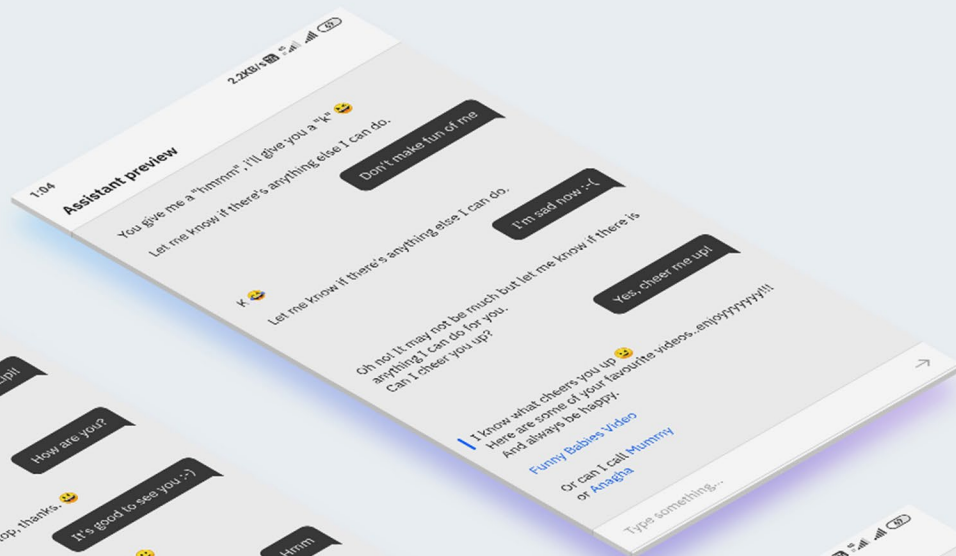 1:04
2.2KB/s
Assistant preview
You give me a "hmmm", i'll give you a "k" 😆
Let me know if there's anything else I can do.
Don't make fun of me
K 😆
Let me know if there's anything else I can do.
I'm sad now :-(
Oh no! It may not be much but let me know if there is
anything I can do for you.
Can I cheer you up?
Yes, cheer me up!
I know what cheers you up 😉
Here are some of your favourite videos..enjoyyyyyyy!!!
And always be happy.
Funny Babies Video
Or can I call Mummy
or Anagha
Type something...
How are you?
thanks. 😀
It's good to see you :-)
Hmm